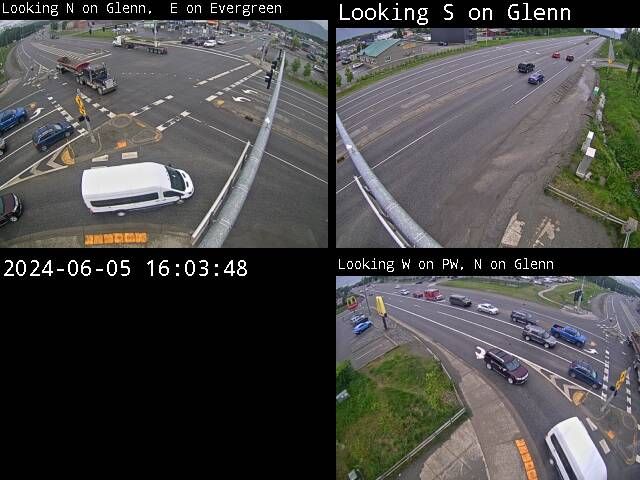 Looking N on Glenn,  E on Evergreen
Looking S on Glenn
2024-06-05 16:03:48
Looking W on PW, N on Glenn